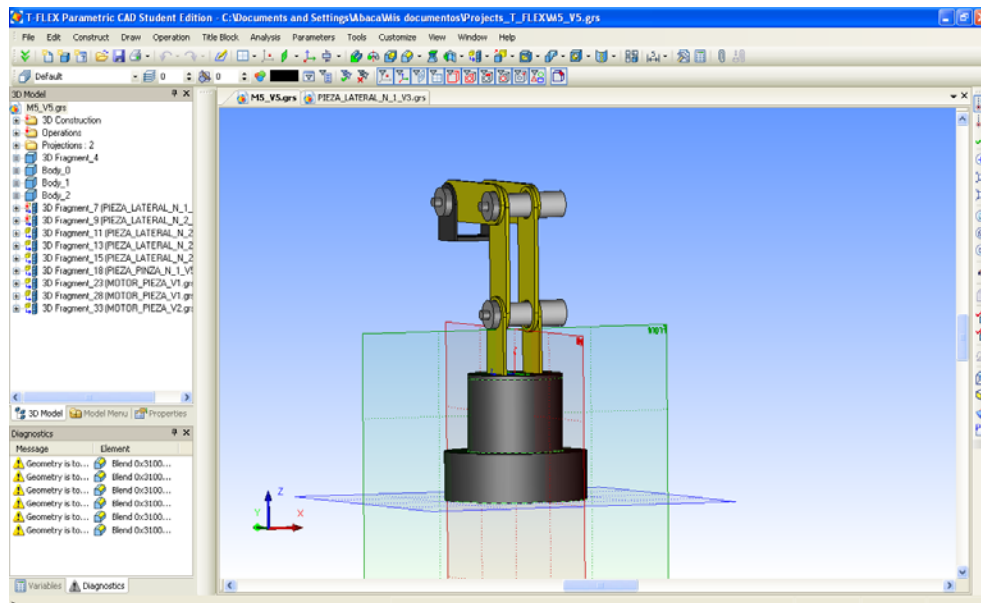 T-FLEX Parametric CAD Student Edition - C:\Documents and Settings\Abaca\Mis documentos\Projects_T_FLEX\M5_V5.grs
File Edit Construct Draw Operation Title Block Analysis Parameters Tools Customize View Window Help
Default 0 0
3D Model
M5_V5.grs PIEZA_LATERAL_N_1_V3.grs
M5_V5.grs
3D Construction
Operations
Projections : 2
3D Fragment_4
Body_0
Body_1
Body_2
3D Fragment_7 (PIEZA_LATERAL_N_1_
3D Fragment_9 (PIEZA_LATERAL_N_2_
3D Fragment_11 (PIEZA_LATERAL_N_2
3D Fragment_13 (PIEZA_LATERAL_N_2
3D Fragment_15 (PIEZA_LATERAL_N_2
3D Fragment_18 (PIEZA_PINZA_N_1_V5
3D Fragment_23 (MOTOR_PIEZA_V1.gr
3D Fragment_28 (MOTOR_PIEZA_V1.gr
3D Fragment_33 (MOTOR_PIEZA_V2.gr
3D Model Model Menu Properties
Diagnostics
Message Element
Geometry is to... Blend 0x3100...
Geometry is to... Blend 0x3100...
Geometry is to... Blend 0x3100...
Geometry is to... Blend 0x3100...
Geometry is to... Blend 0x3100...
Geometry is to... Blend 0x3100...
Variables Diagnostics
Z
Y
X